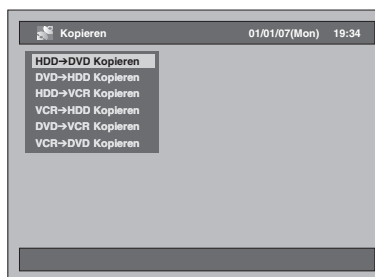 Kopieren 01/01/07(Mon) 19:34
HDD→DVD Kopieren
DVD→HDD Kopieren
HDD→VCR Kopieren
VCR→HDD Kopieren
DVD→VCR Kopieren
VCR→DVD Kopieren